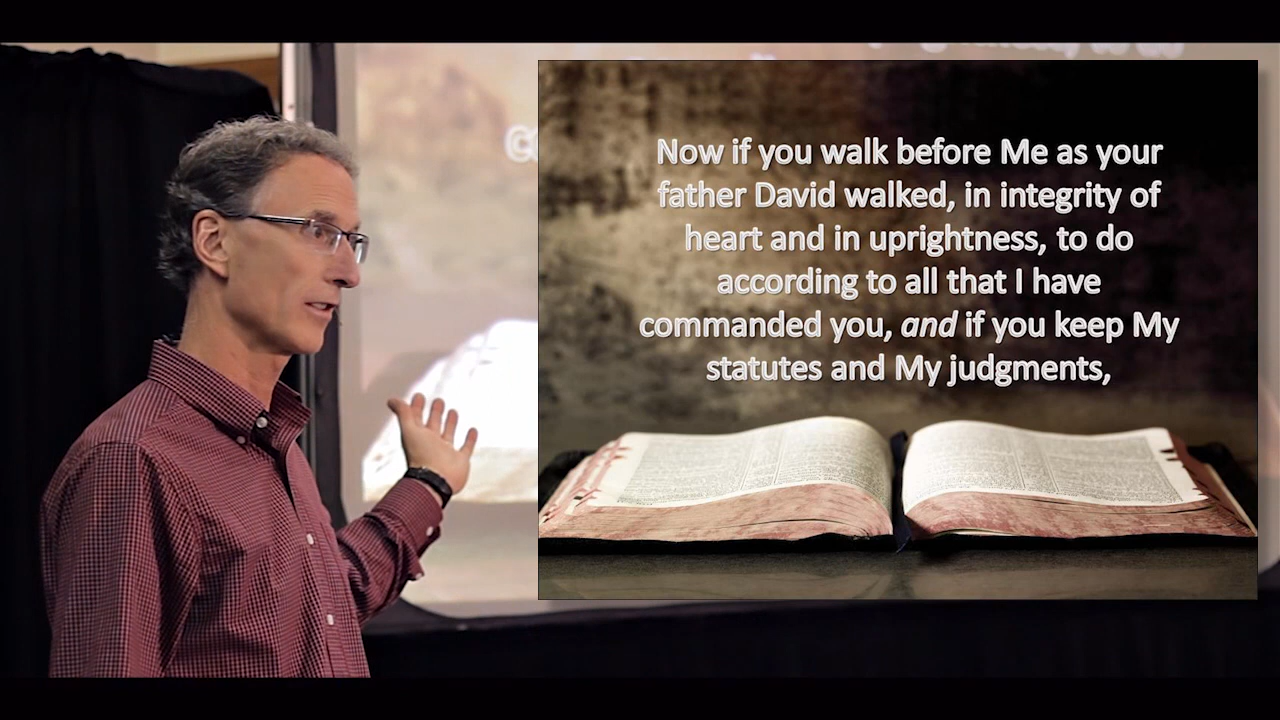 Now if you walk before Me as your
father David walked, in integrity of
heart and in uprightness, to do
according to all that I have
commanded you, and if you keep My
statutes and My judgments,